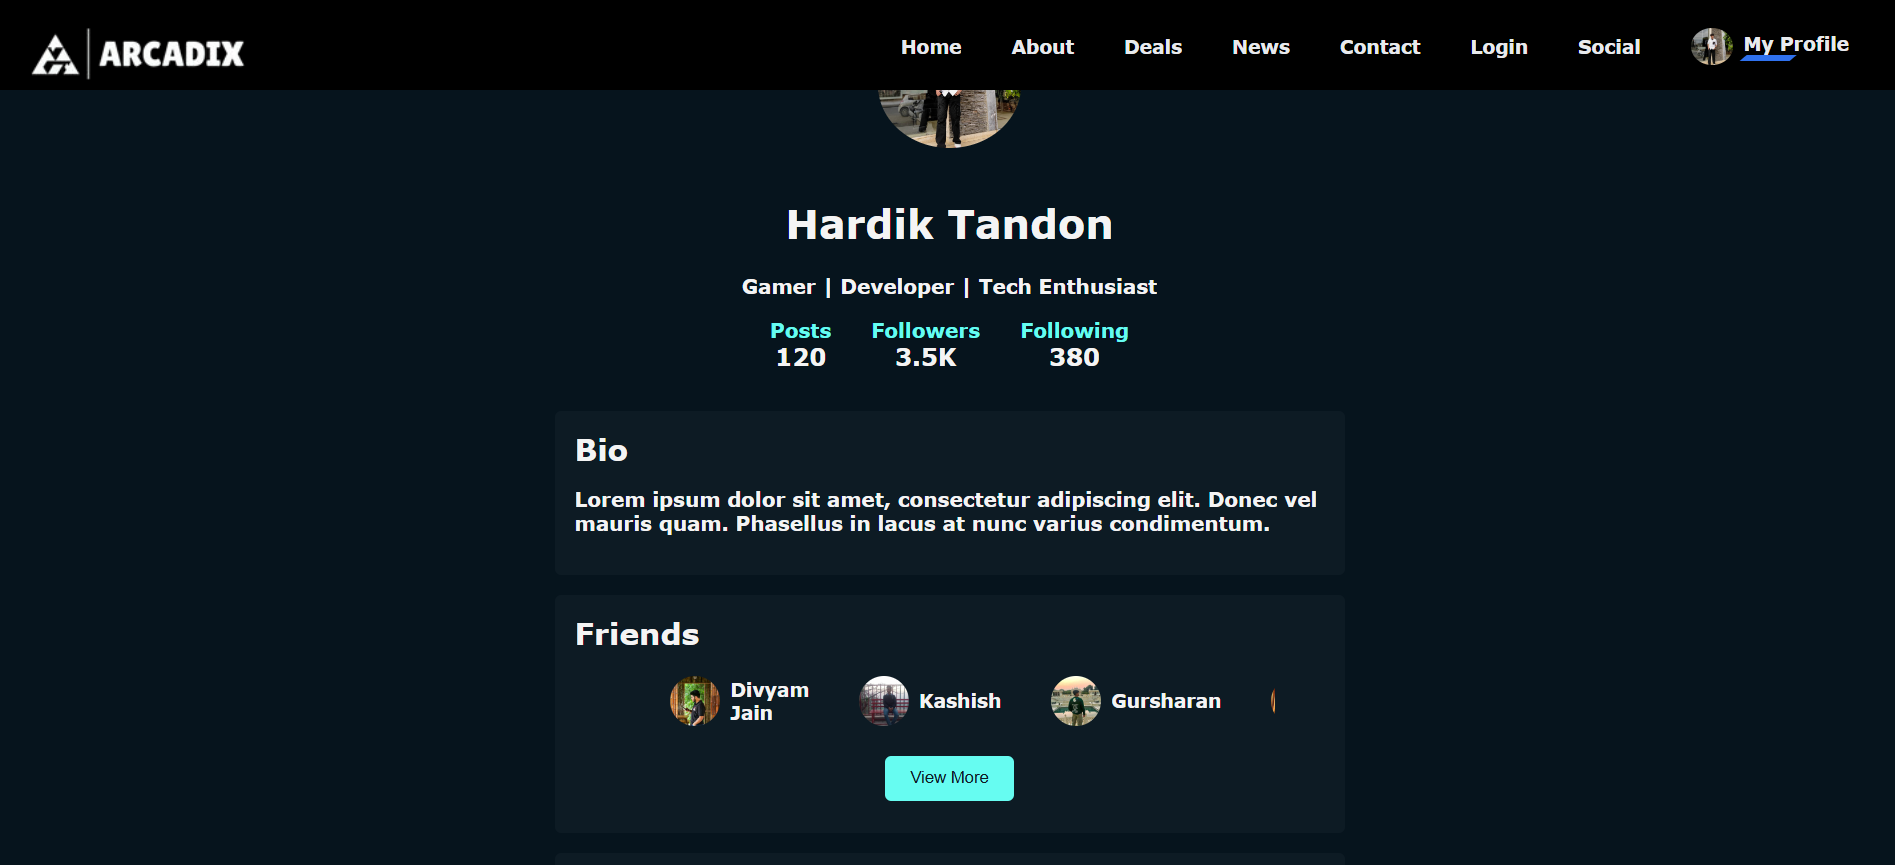 ARCADIX
Home About Deals News Contact Login Social My Profile
Hardik Tandon
Gamer | Developer | Tech Enthusiast
Posts Followers Following
120 3.5K 380
Bio
Lorem ipsum dolor sit amet, consectetur adipiscing elit. Donec vel
mauris quam. Phasellus in lacus at nunc varius condimentum.
Friends
Divyam
Jain
Kashish
Gursharan
View More